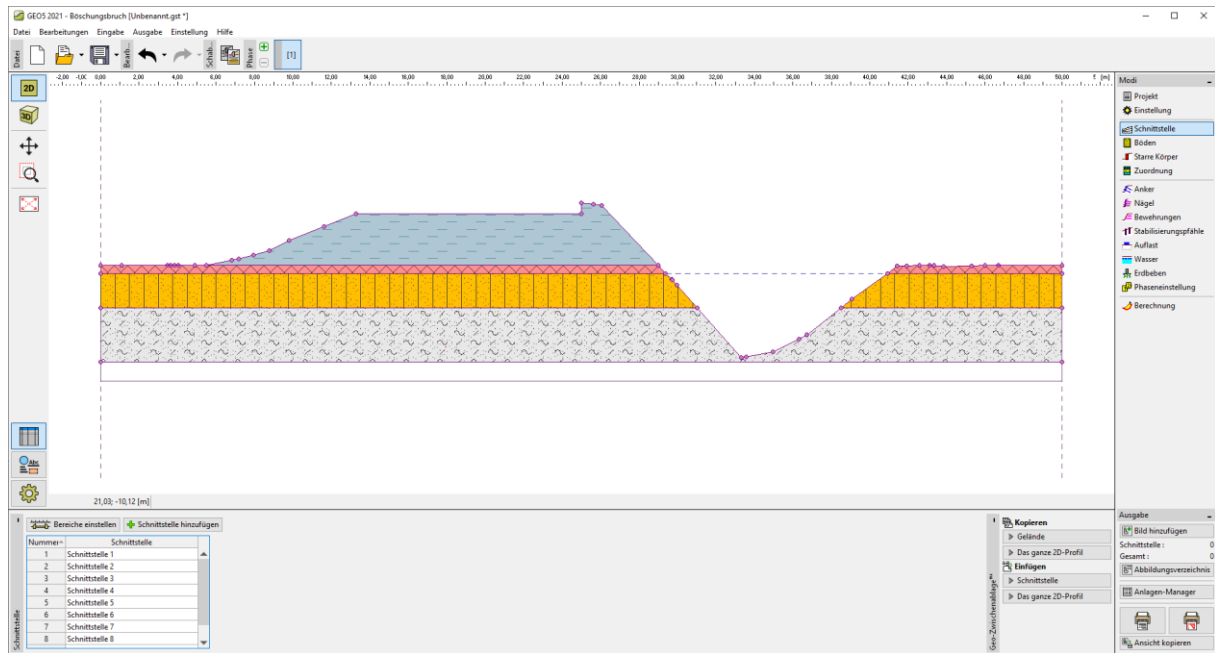 GEO5 2021 - Böschungsbruch [Unbenannt.gst *]
Datei Bearbeitungen Eingabe Ausgabe Einstellung Hilfe
Datei
Bearb...
Schab...
Phase
[1]
-2,00 0,00 2,00 4,00 6,00 8,00 10,00 12,00 14,00 16,00 18,00 20,00 22,00 24,00 26,00 28,00 30,00 32,00 34,00 36,00 38,00 40,00 42,00 44,00 46,00 48,00 50,00 [m]
2D
3D
Abc
21,03; -10,12 [m]
Modi
Projekt
Einstellung
Schnittstelle
Böden
Starre Körper
Zuordnung
Anker
Nägel
Bewehrungen
Stabilisierungspfähle
Auflast
Wasser
Erdbeben
Phaseneinstellung
Berechnung
Schnittstelle
Bereiche einstellen Schnittstelle hinzufügen
Nummer Schnittstelle
1 Schnittstelle 1
2 Schnittstelle 2
3 Schnittstelle 3
4 Schnittstelle 4
5 Schnittstelle 5
6 Schnittstelle 6
7 Schnittstelle 7
8 Schnittstelle 8
Geo-Zwischenablage™
Kopieren
Gelände
Das ganze 2D-Profil
Einfügen
Schnittstelle
Das ganze 2D-Profil
Ausgabe
Bild hinzufügen
Schnittstelle : 0
Gesamt : 0
Abbildungsverzeichnis
Anlagen-Manager
Ansicht kopieren